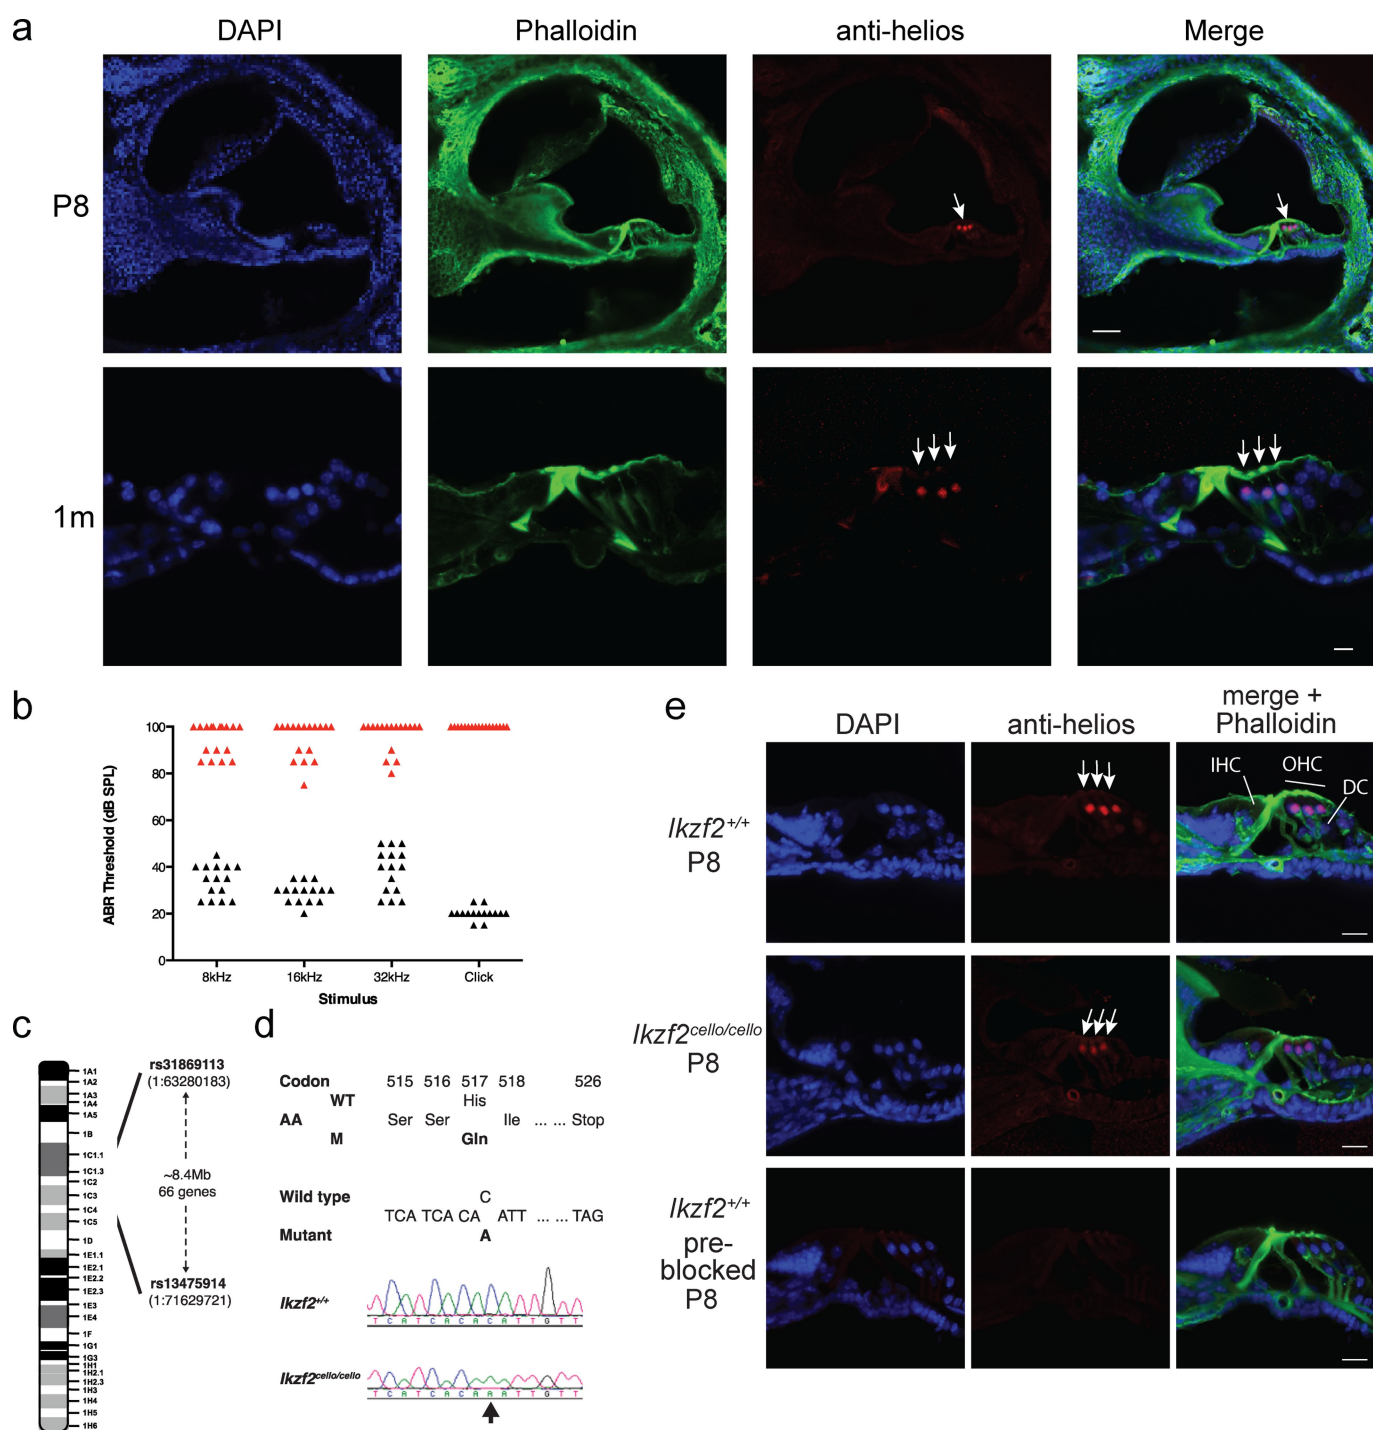 a
DAPI Phalloidin anti-helios Merge
P8
1m
b
ABR Threshold (dB SPL)
100
80
60
40
20
0
8kHz 16kHz 32kHz Click
Stimulus
c
1A1
1A2
1A3
1A4
1A5
1B
1C1.1
1C1.3
1C2
1C3
1C4
1C5
1D
1E1.1
1E2.1
1E2.2
1E2.3
1E3
1E4
1F
1G1
1G3
1H1
1H2.1
1H2.3
1H3
1H4
1H5
1H6
rs31869113
(1:63280183)
~8.4Mb
66 genes
rs13475914
(1:71629721)
d
Codon 515 516 517 518 526
WT His
AA Ser Ser Ile ... ... Stop
M Gln
Wild type C
TCA TCA CA ATT ... ... TAG
Mutant A
Ikzf2+/+
T C A T C A C A C A T T G T T
Ikzf2cello/cello
T C A T C A C A A A T T G T T
e
DAPI anti-helios merge +
Phalloidin
IHC OHC DC
Ikzf2+/+
P8
Ikzf2cello/cello
P8
Ikzf2+/+
pre-
blocked
P8